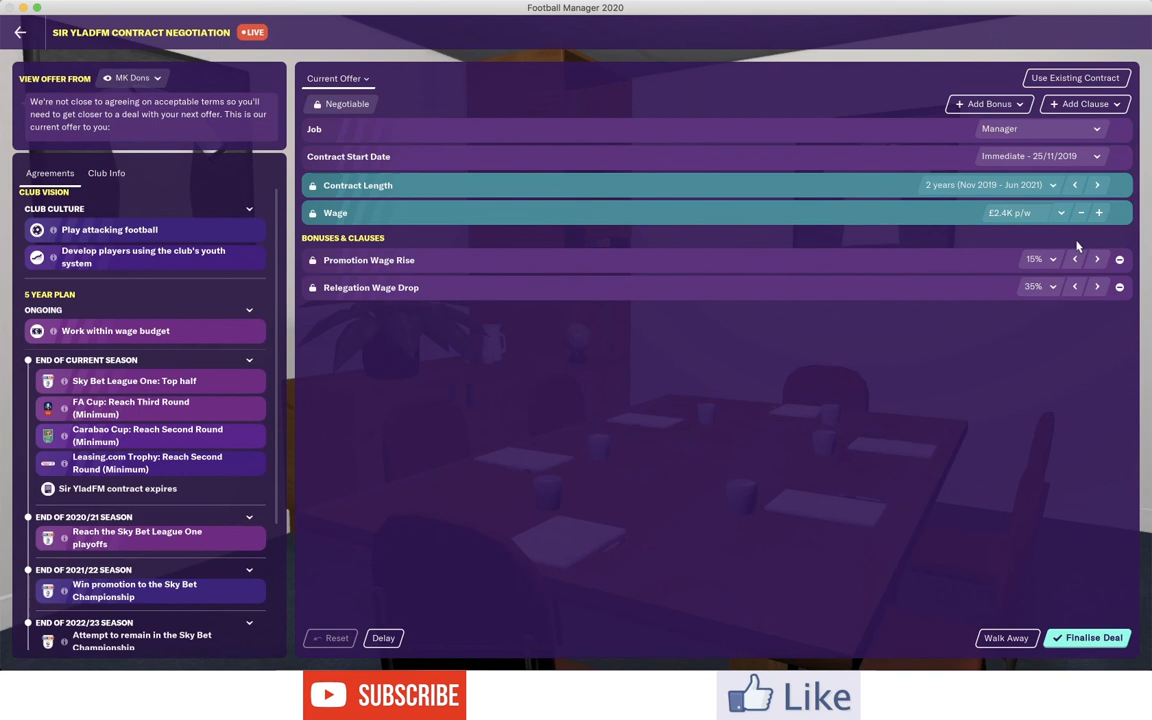 Football Manager 2020
SIR YLADFM CONTRACT NEGOTIATION
LIVE
VIEW OFFER FROM
MK Dons
We're not close to agreeing on acceptable terms so you'll
need to get closer to a deal with your next offer. This is our
current offer to you:
Agreements
Club Info
CLUB VISION
CLUB CULTURE
Play attacking football
Develop players using the club's youth
system
5 YEAR PLAN
ONGOING
Work within wage budget
END OF CURRENT SEASON
Sky Bet League One: Top half
FA Cup: Reach Third Round
(Minimum)
Carabao Cup: Reach Second Round
(Minimum)
Leasing.com Trophy: Reach Second
Round (Minimum)
Sir YladFM contract expires
END OF 2020/21 SEASON
Reach the Sky Bet League One
playoffs
END OF 2021/22 SEASON
Win promotion to the Sky Bet
Championship
END OF 2022/23 SEASON
Attempt to remain in the Sky Bet
Championship
Current Offer
Use Existing Contract
Negotiable
Add Bonus
Add Clause
Job
Manager
Contract Start Date
Immediate - 25/11/2019
Contract Length
2 years (Nov 2019 - Jun 2021)
Wage
£2.4K p/w
BONUSES & CLAUSES
Promotion Wage Rise
15%
Relegation Wage Drop
35%
Reset
Delay
Walk Away
Finalise Deal
SUBSCRIBE
Like